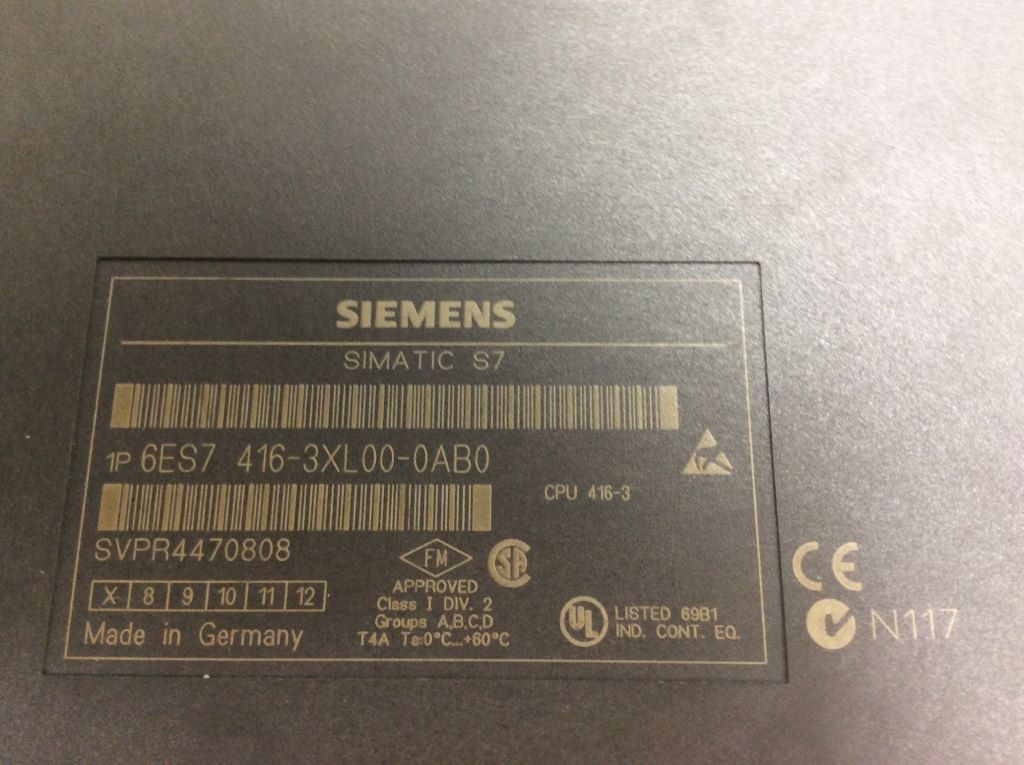 SIEMENS
SIMATIC S7
1P 6ES7 416-3XL00-0AB0
CPU 416-3
SVPR4470808
FM
APPROVED
Class I DIV. 2
Groups A,B,C,D
T4A Ta:0°C...+60°C
SA
X 8 9 10 11 12
Made in Germany
UL
LISTED 69B1
IND. CONT. EQ.
CE
N117